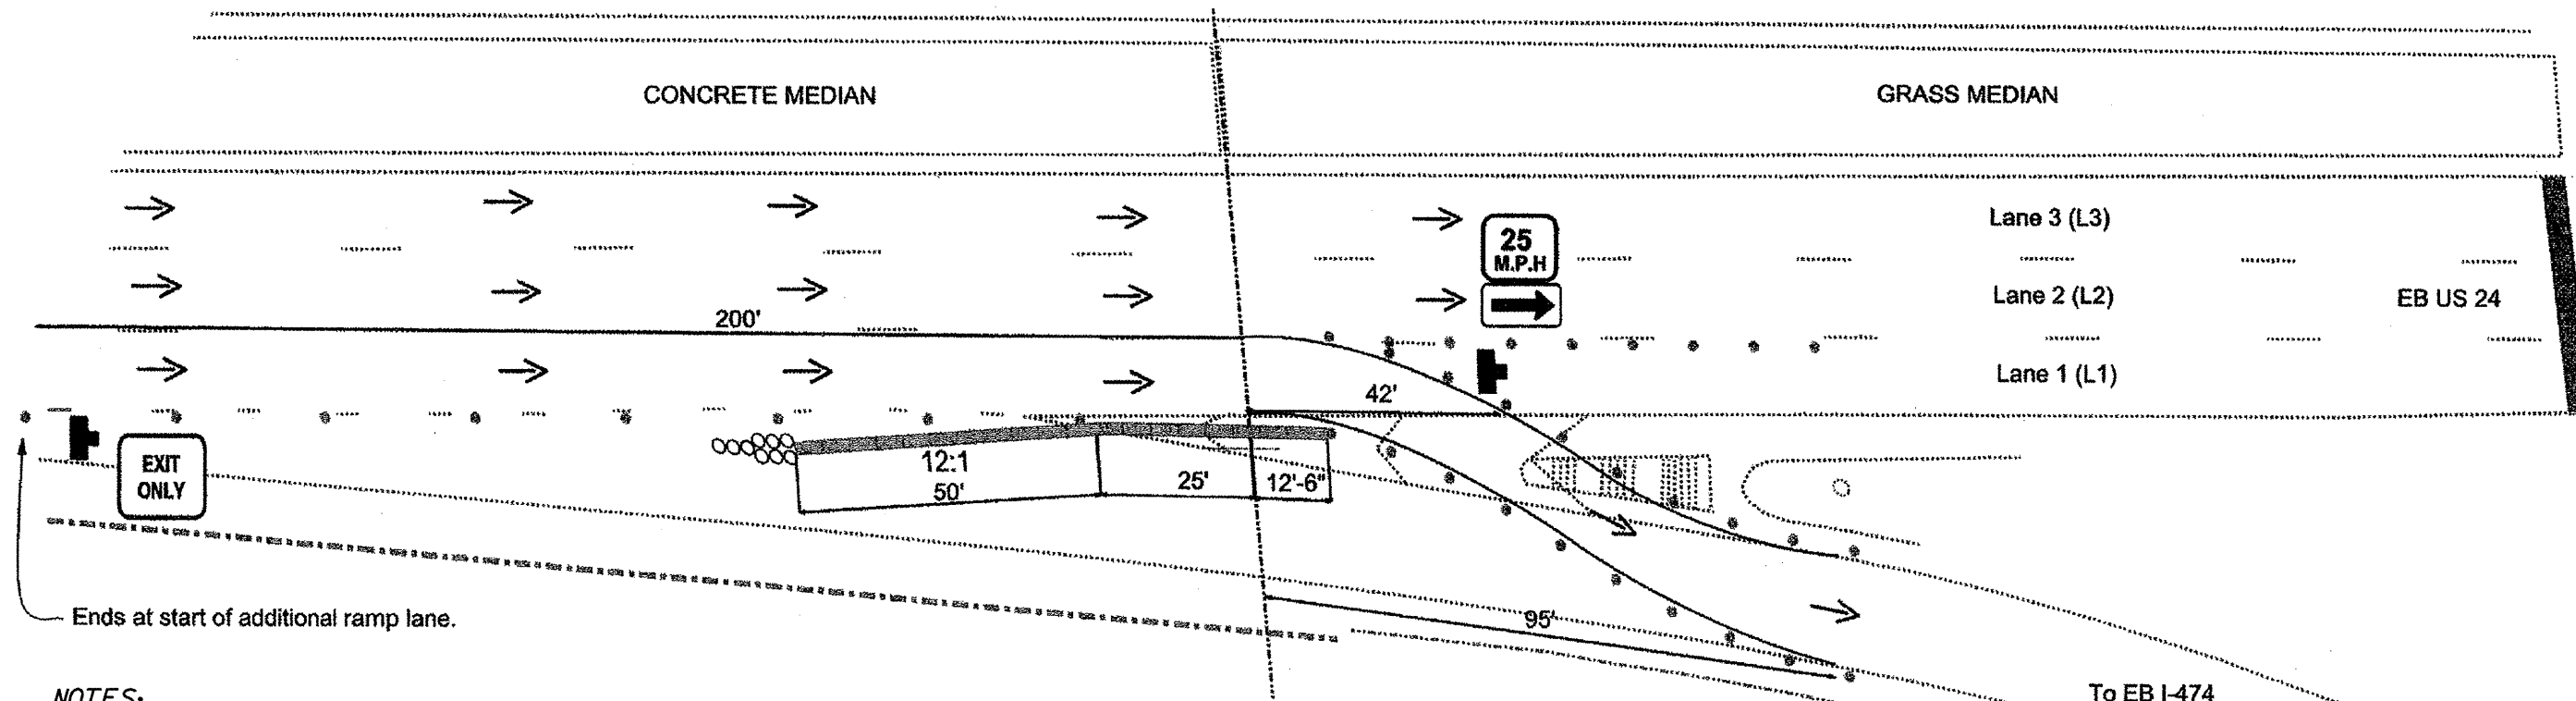 CONCRETE MEDIAN
GRASS MEDIAN
Lane 3 (L3)
25
M.P.H
Lane 2 (L2)
EB US 24
200'
Lane 1 (L1)
42'
EXIT
ONLY
12:1
50'
25'
12'-6"
95'
Ends at start of additional ramp lane.
NOTES:
To EB I-474